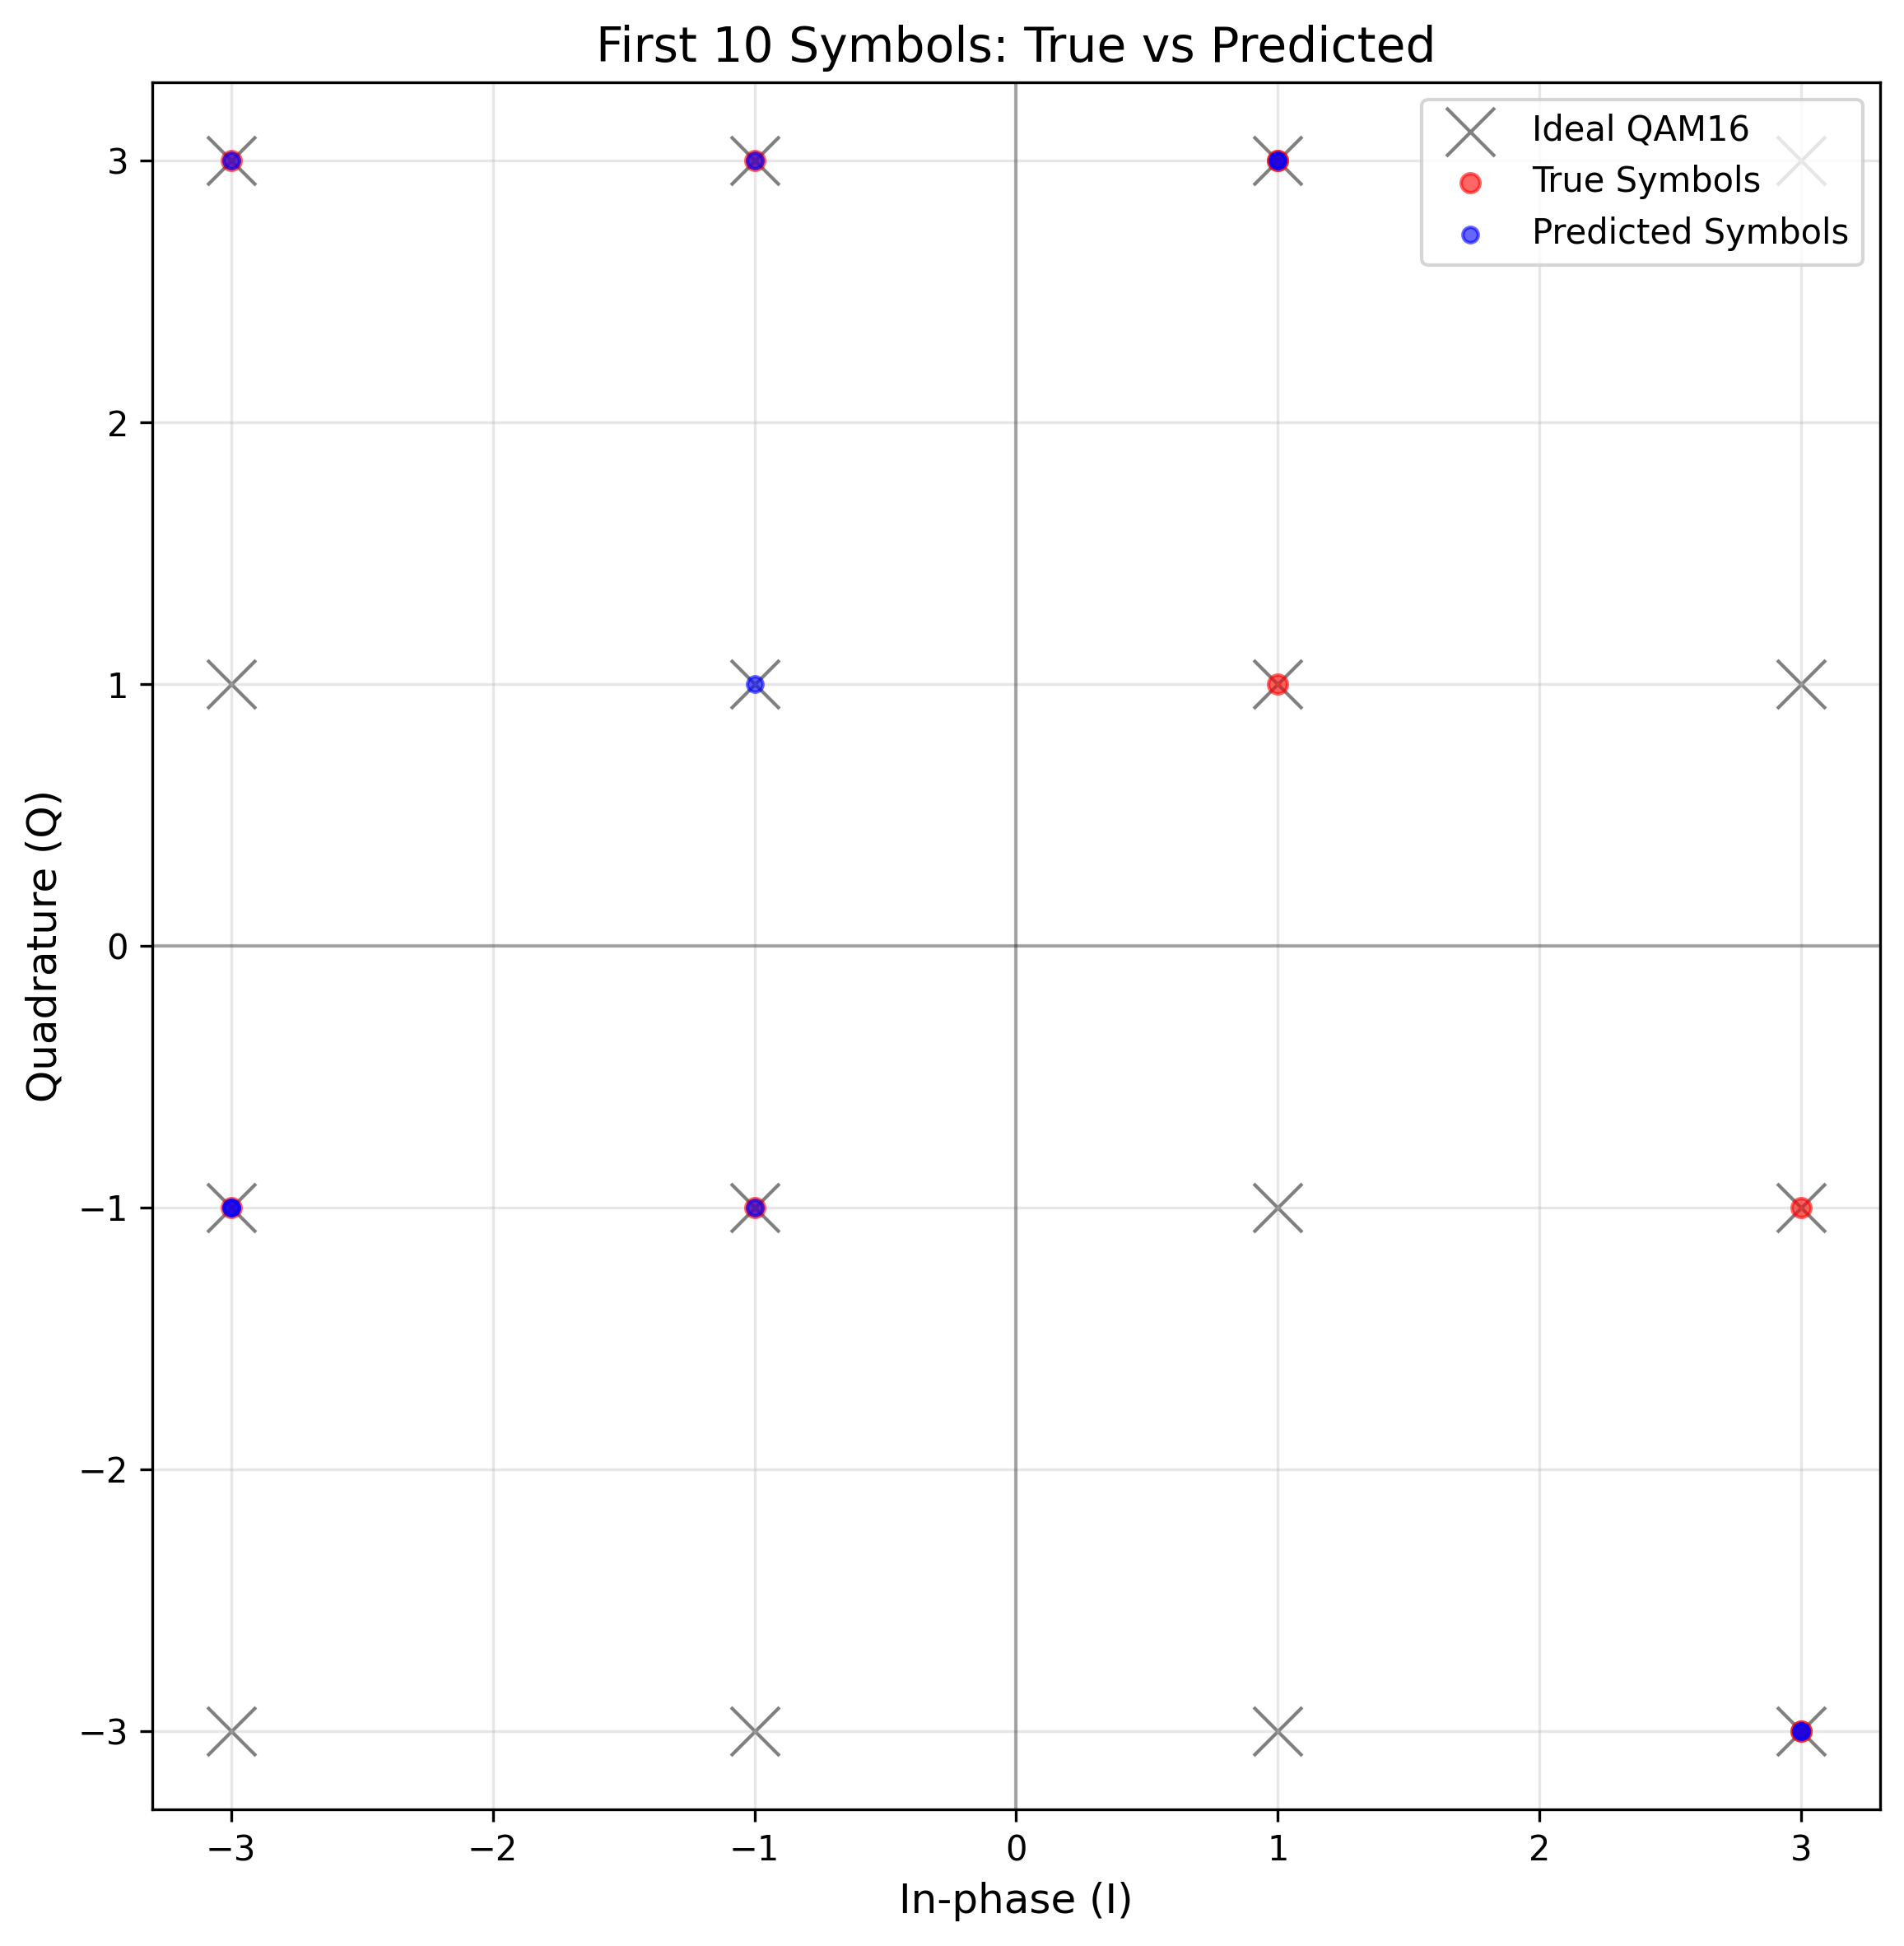 First 10 Symbols: True vs Predicted
Ideal QAM16
True Symbols
Predicted Symbols
3
2
1
0
−1
−2
−3
Quadrature (Q)
−3
−2
−1
0
1
2
3
In-phase (I)